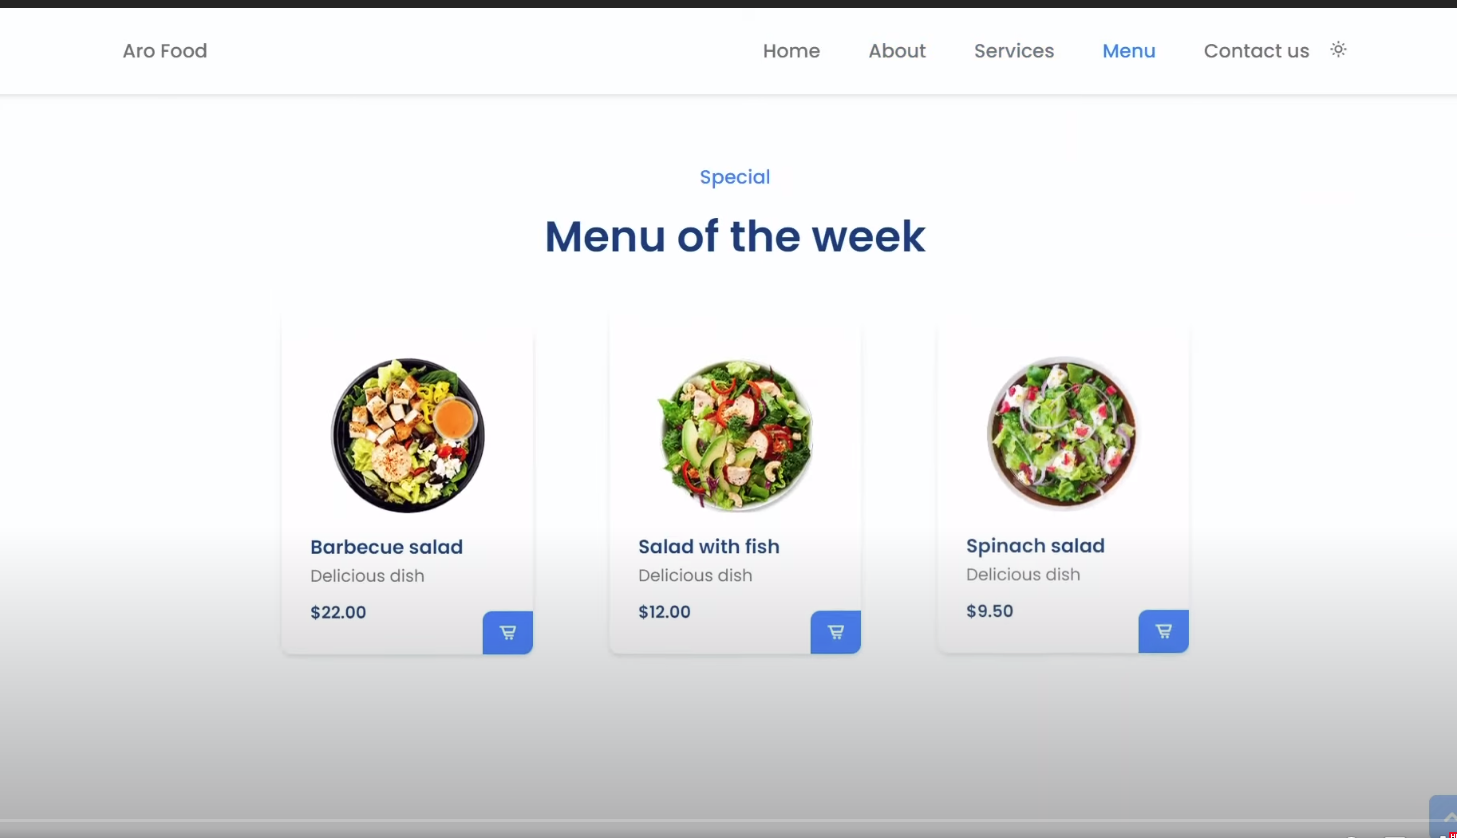 Aro Food
Home About Services Menu Contact us
Special
Menu of the week
Barbecue salad
Delicious dish
$22.00
Salad with fish
Delicious dish
$12.00
Spinach salad
Delicious dish
$9.50